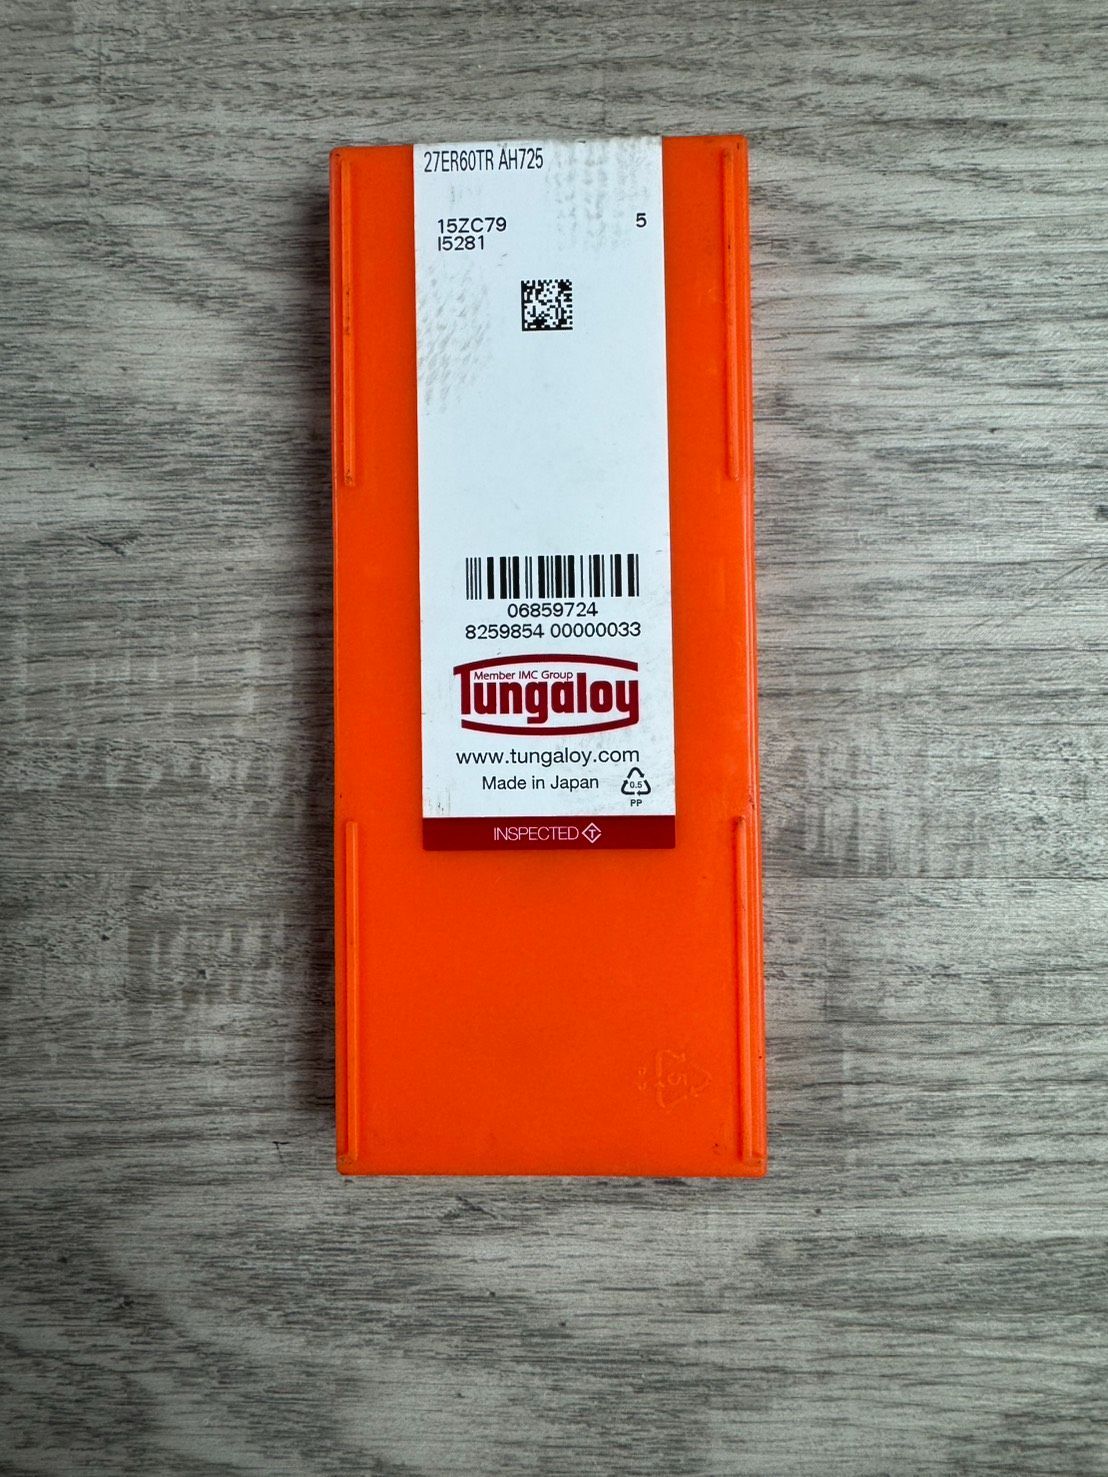 27ER60TR AH725
15ZC79 5
I5281
06859724
8259854 00000033
Member IMC Group
Tungaloy
www.tungaloy.com
Made in Japan
0.5
PP
INSPECTED T